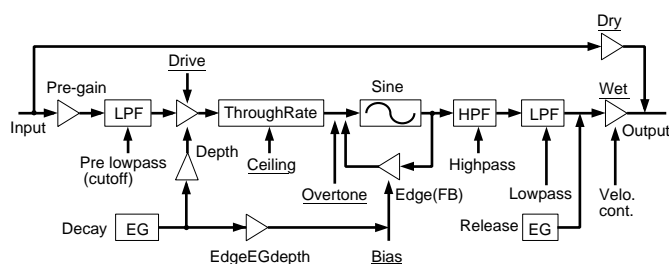 Dry
Drive
Pre-gain
Sine
Wet
LPF
ThroughRate
HPF
LPF
Input
Output
Pre lowpass
(cutoff)
Depth
Ceiling
Overtone
Edge(FB)
Highpass
Lowpass
Velo.
cont.
Decay
EG
EdgeEGdepth
Bias
Release
EG